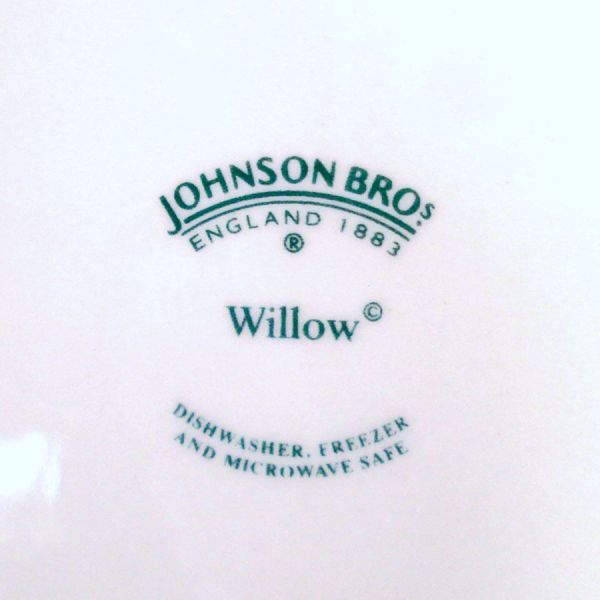 JOHNSON BROS
ENGLAND 1883
®
Willow©
DISHWASHER, FREEZER
AND MICROWAVE SAFE